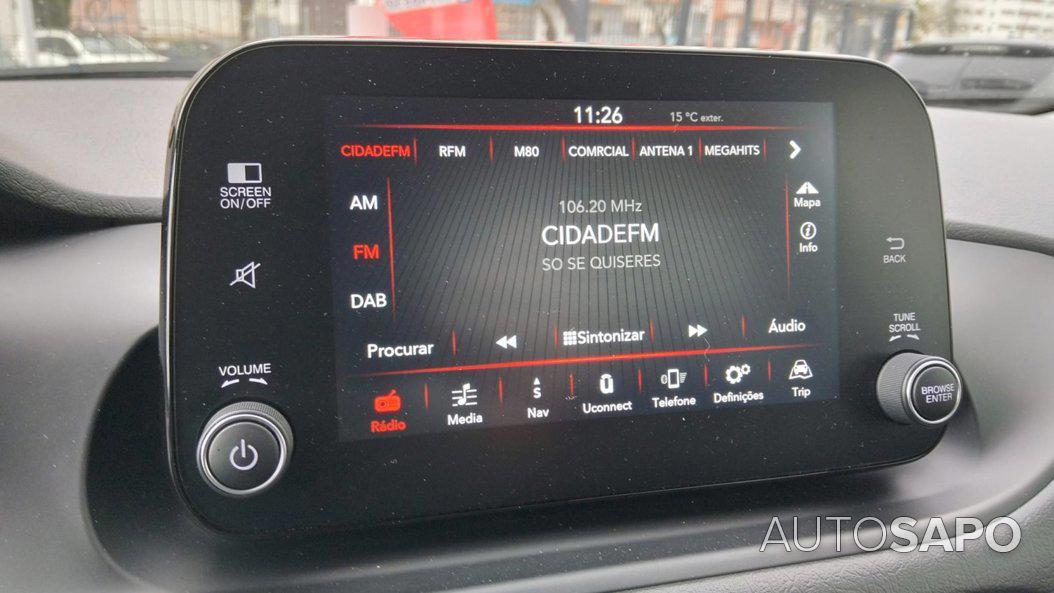 11:26
15 °C exter.
CIDADEFM RFM M80 COMRCIAL ANTENA 1 MEGAHITS
SCREEN
ON/OFF
AM
106.20 MHz
Mapa
FM
CIDADEFM
Info
BACK
SO SE QUISERES
DAB
TUNE
SCROLL
Procurar
Sintonizar
Áudio
VOLUME
BROWSE
ENTER
Rádio
Media
S
Nav
Uconnect
Telefone
Definições
Trip
AUTOSAPO